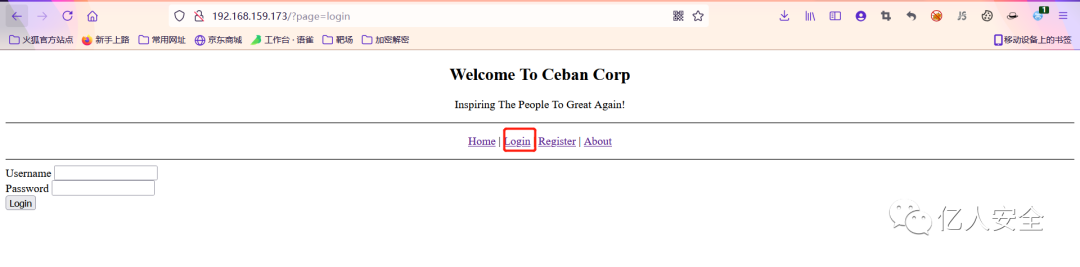 192.168.159.173/?page=login
火狐官方站点 新手上路 常用网址 京东商城 工作台 · 语雀 靶场 加密解密 移动设备上的书签
Welcome To Ceban Corp
Inspiring The People To Great Again!
Home | Login | Register | About
Username
Password
Login
亿人安全